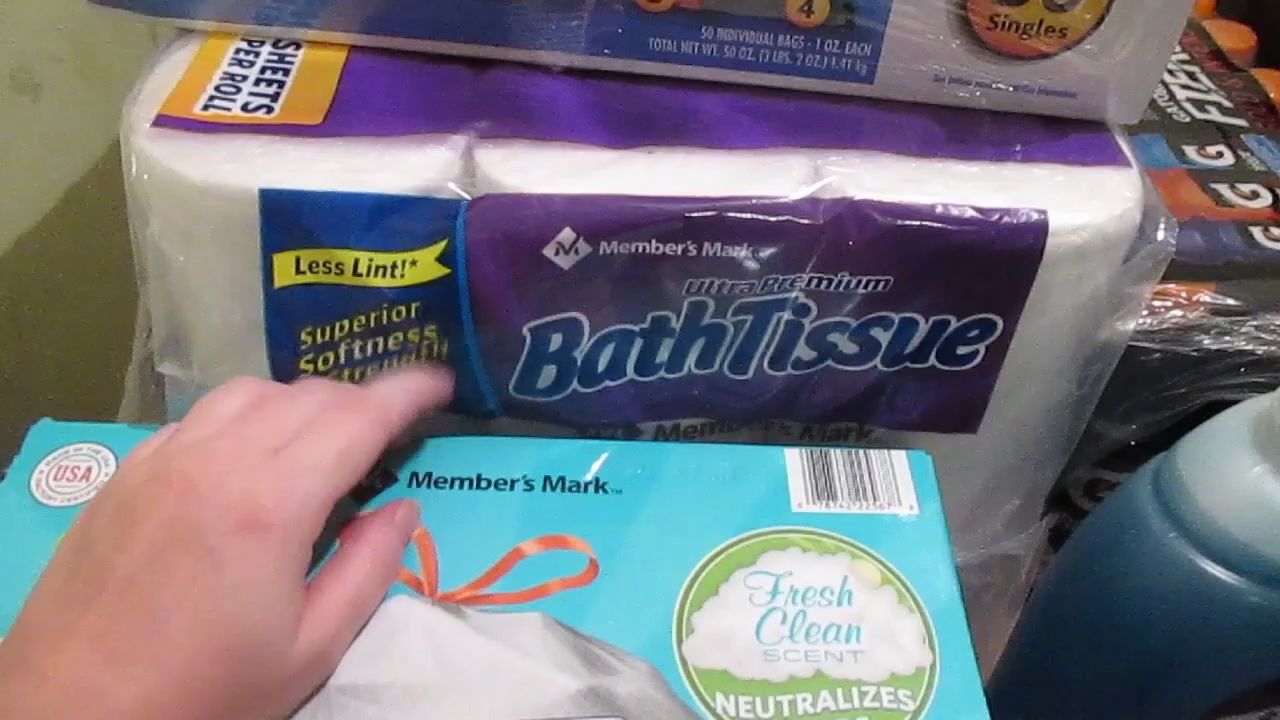 4
Singles
50 INDIVIDUAL BAGS - 1 OZ. EACH
TOTAL NET WT. 50 OZ. (3 LBS. 2 OZ.) 1.41 kg
SHEETS
PER ROLL
Less Lint!*
Superior
Softness
Member's Mark
Ultra Premium
BathTissue
Member's Mark
G
G
USA
Member's Mark™
Fresh
Clean
SCENT
NEUTRALIZES